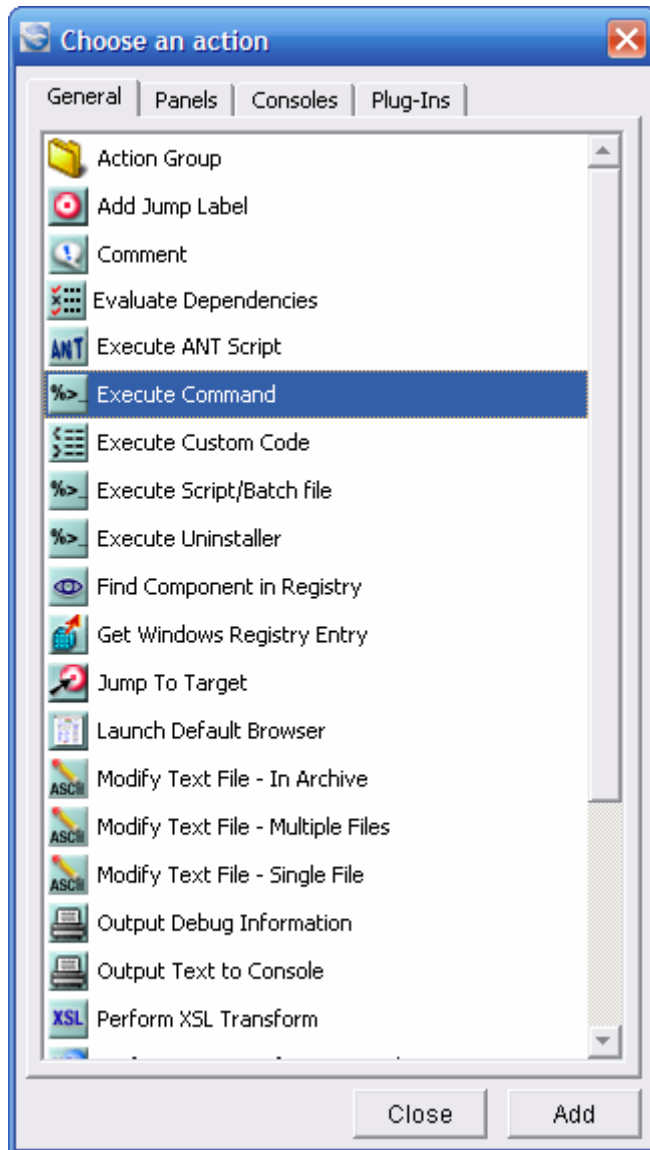 Choose an action
General Panels Consoles Plug-Ins
Action Group
Add Jump Label
Comment
Evaluate Dependencies
ANT Execute ANT Script
%>_ Execute Command
Execute Custom Code
%>_ Execute Script/Batch file
%>_ Execute Uninstaller
Find Component in Registry
Get Windows Registry Entry
Jump To Target
Launch Default Browser
ASCII Modify Text File - In Archive
ASCII Modify Text File - Multiple Files
ASCII Modify Text File - Single File
Output Debug Information
Output Text to Console
XSL Perform XSL Transform
Close Add